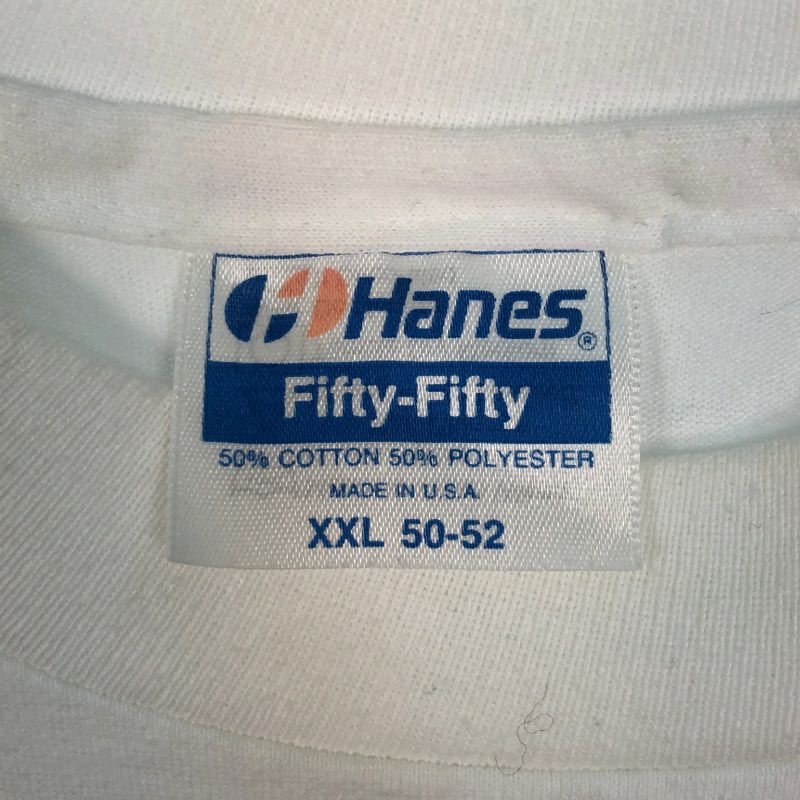 Hanes®
Fifty-Fifty
50% COTTON 50% POLYESTER
MADE IN U.S.A.
XXL 50-52